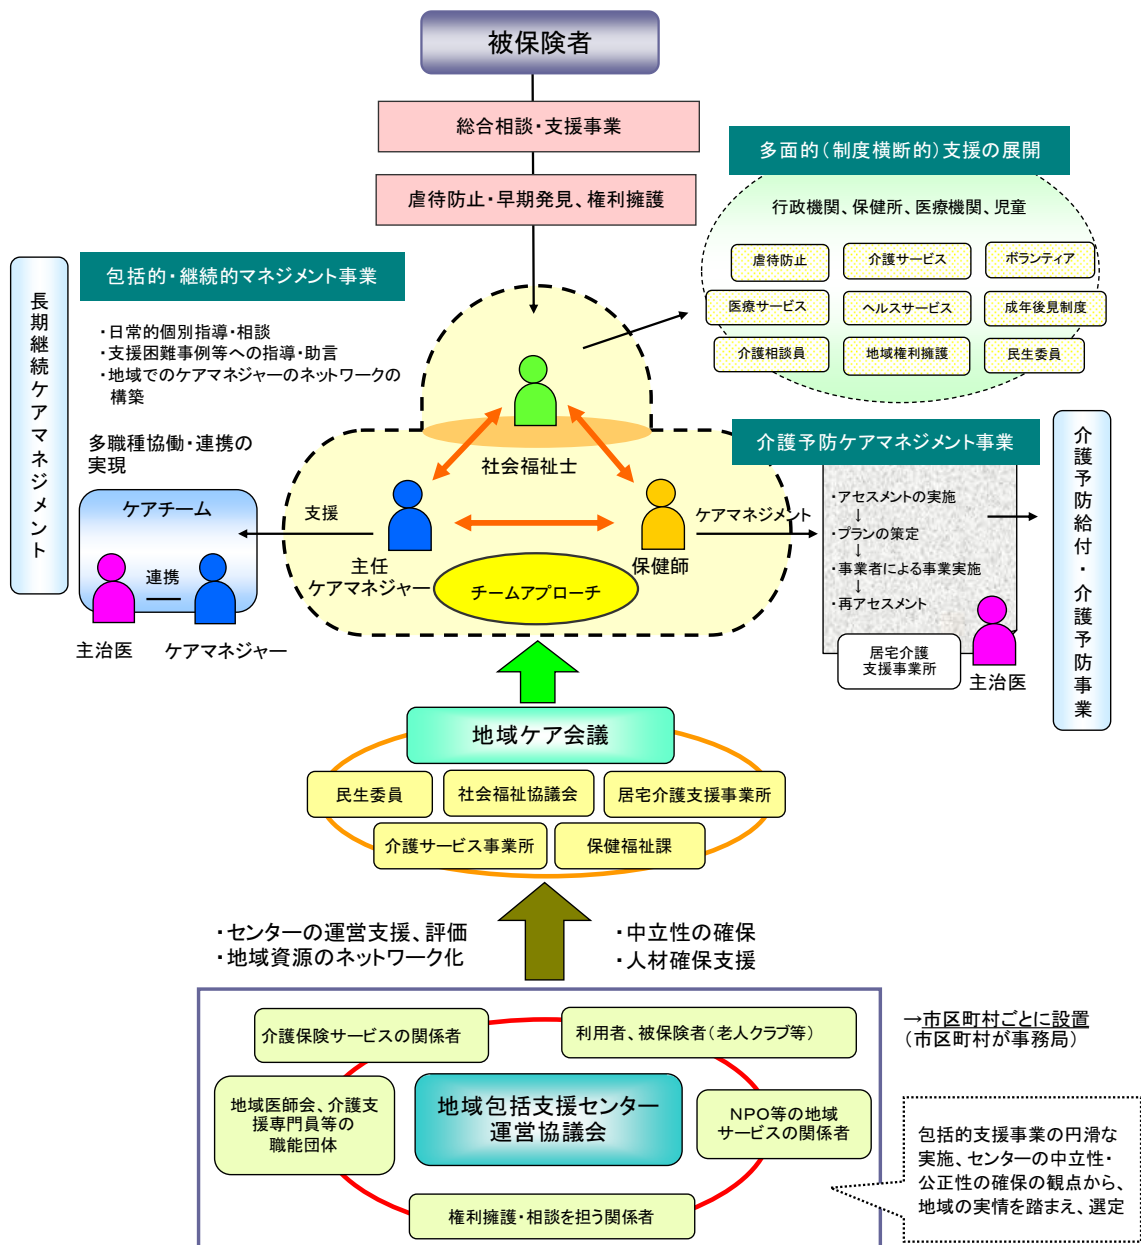 被保険者
総合相談・支援事業
虐待防止・早期発見、権利擁護
多面的（制度横断的）支援の展開
行政機関、保健所、医療機関、児童
虐待防止
介護サービス
ボランティア
医療サービス
ヘルスサービス
成年後見制度
介護相談員
地域権利擁護
民生委員
長期継続ケアマネジメント
包括的・継続的マネジメント事業
・日常的個別指導・相談
・支援困難事例等への指導・助言
・地域でのケアマネジャーのネットワークの
構築
多職種協働・連携の
実現
ケアチーム
連携
主治医
ケアマネジャー
支援
社会福祉士
主任
ケアマネジャー
保健師
チームアプローチ
ケアマネジメント
介護予防ケアマネジメント事業
・アセスメントの実施
↓
・プランの策定
↓
・事業者による事業実施
↓
・再アセスメント
居宅介護
支援事業所
主治医
介護予防給付・介護予防事業
地域ケア会議
民生委員
社会福祉協議会
居宅介護支援事業所
介護サービス事業所
保健福祉課
・センターの運営支援、評価
・地域資源のネットワーク化
・中立性の確保
・人材確保支援
介護保険サービスの関係者
利用者、被保険者（老人クラブ等）
地域医師会、介護支
援専門員等の
職能団体
地域包括支援センター
運営協議会
NPO等の地域
サービスの関係者
権利擁護・相談を担う関係者
→市区町村ごとに設置
（市区町村が事務局）
包括的支援事業の円滑な
実施、センターの中立性・
公正性の確保の観点から、
地域の実情を踏まえ、選定